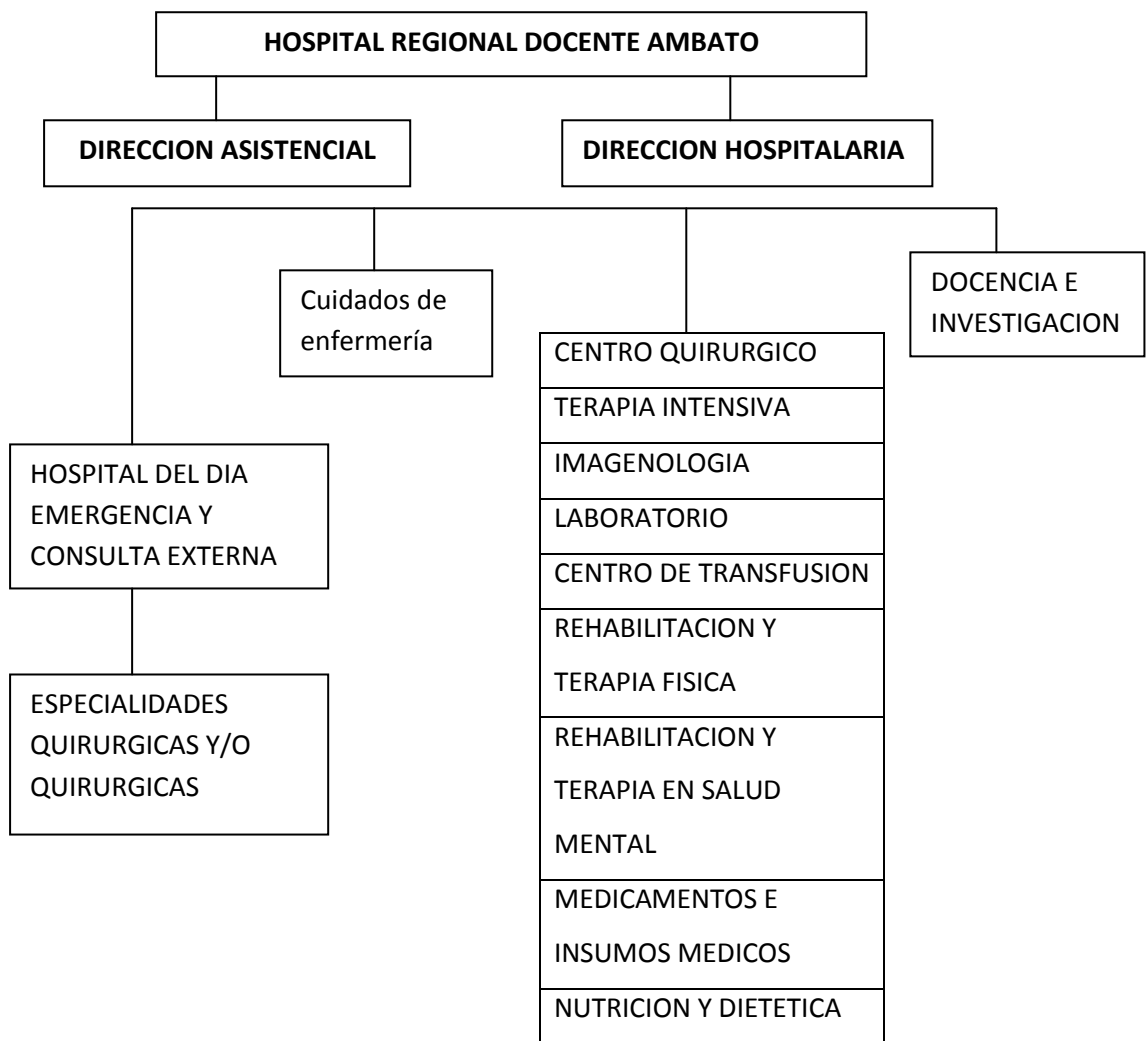 HOSPITAL REGIONAL DOCENTE AMBATO
DIRECCION ASISTENCIAL
DIRECCION HOSPITALARIA
Cuidados de
enfermería
DOCENCIA E
INVESTIGACION
HOSPITAL DEL DIA
EMERGENCIA Y
CONSULTA EXTERNA
ESPECIALIDADES
QUIRURGICAS Y/O
QUIRURGICAS
CENTRO QUIRURGICO
TERAPIA INTENSIVA
IMAGENOLOGIA
LABORATORIO
CENTRO DE TRANSFUSION
REHABILITACION Y
TERAPIA FISICA
REHABILITACION Y
TERAPIA EN SALUD
MENTAL
MEDICAMENTOS E
INSUMOS MEDICOS
NUTRICION Y DIETETICA